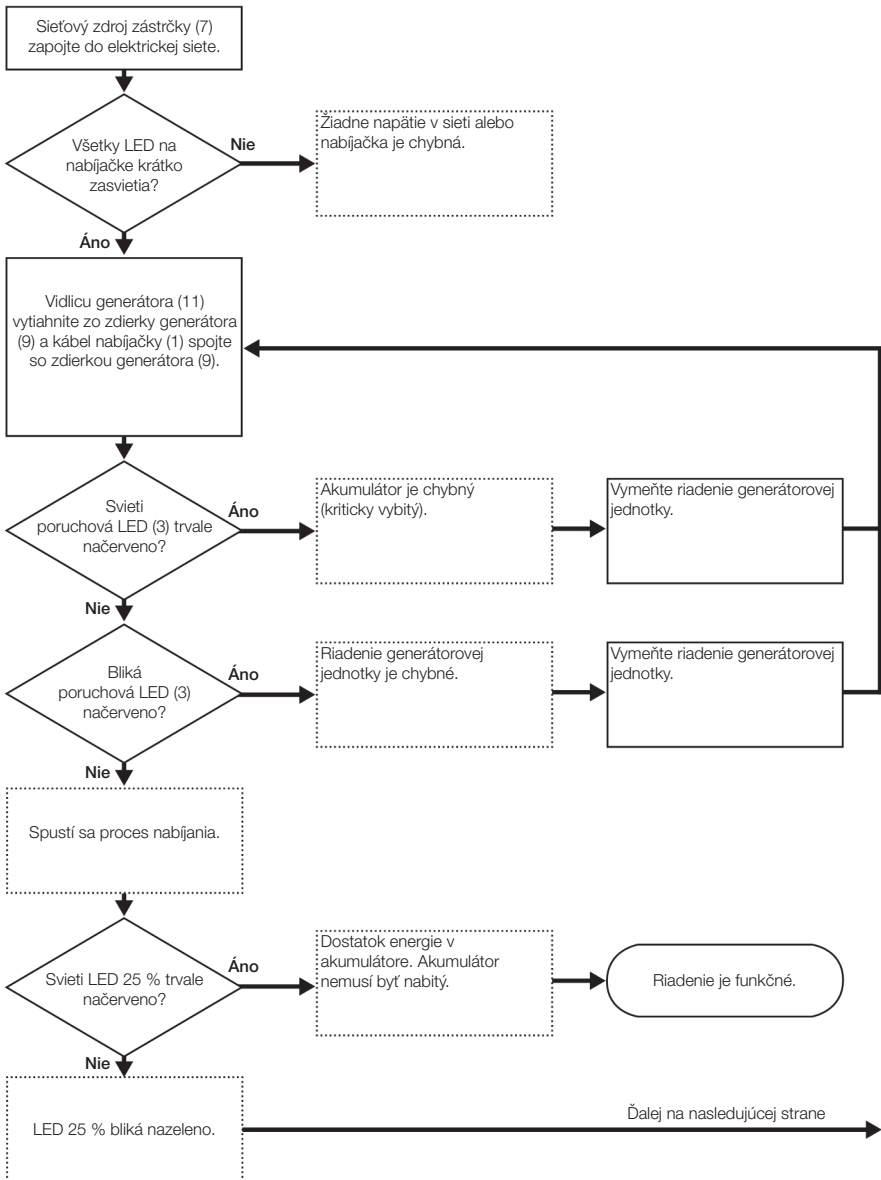 Sieťový zdroj zástrčky (7)
zapojte do elektrickej siete.
Všetky LED na
nabíjačke krátko
zasvietia?
Nie
Žiadne napätie v sieti alebo
nabíjačka je chybná.
Áno
Vidlicu generátora (11)
vytiahnite zo zdierky generátora
(9) a kábel nabíjačky (1) spojte
so zdierkou generátora (9).
Svieti
poruchová LED (3) trvale
načerveno?
Áno
Akumulátor je chybný
(kriticky vybitý).
Vymeňte riadenie generátorovej
jednotky.
Nie
Bliká
poruchová LED (3)
načerveno?
Áno
Riadenie generátorovej
jednotky je chybné.
Vymeňte riadenie generátorovej
jednotky.
Nie
Spustí sa proces nabíjania.
Svieti LED 25 % trvale
načerveno?
Áno
Dostatok energie v
akumulátore. Akumulátor
nemusí byť nabitý.
Riadenie je funkčné.
Nie
LED 25 % bliká nazeleno.
Ďalej na nasledujúcej strane